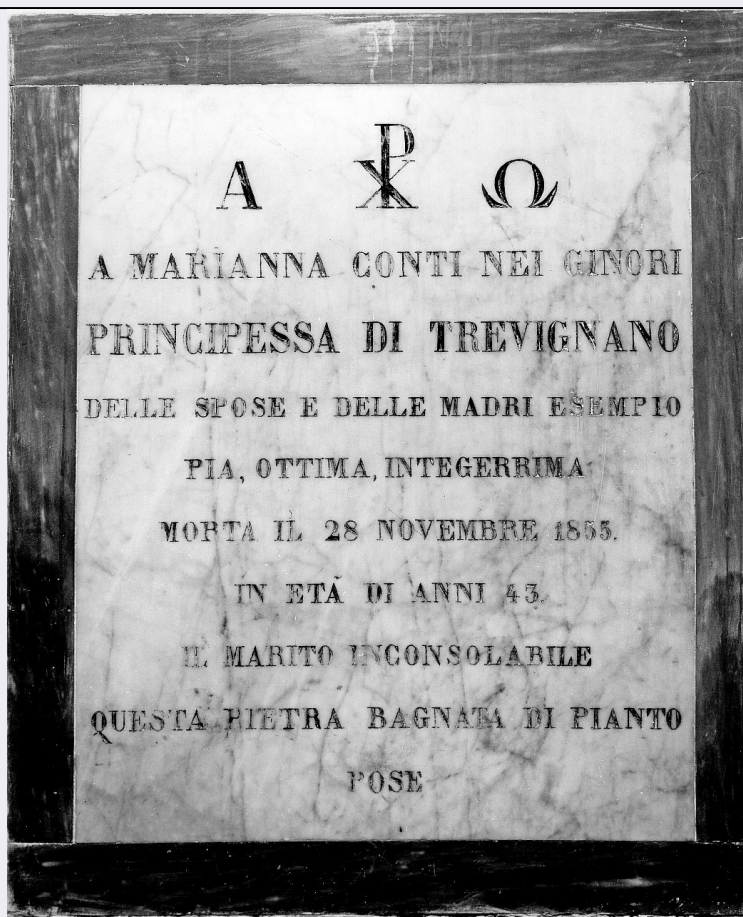 Α ☧ Ω
A MARIANNA CONTI NEI GINORI
PRINCIPESSA DI TREVIGNANO
DELLE SPOSE E DELLE MADRI ESEMPIO
PIA, OTTIMA, INTEGERRIMA
MORTA IL 28 NOVEMBRE 1855.
IN ETÀ DI ANNI 43.
IL MARITO INCONSOLABILE
QUESTA PIETRA BAGNATA DI PIANTO
POSE